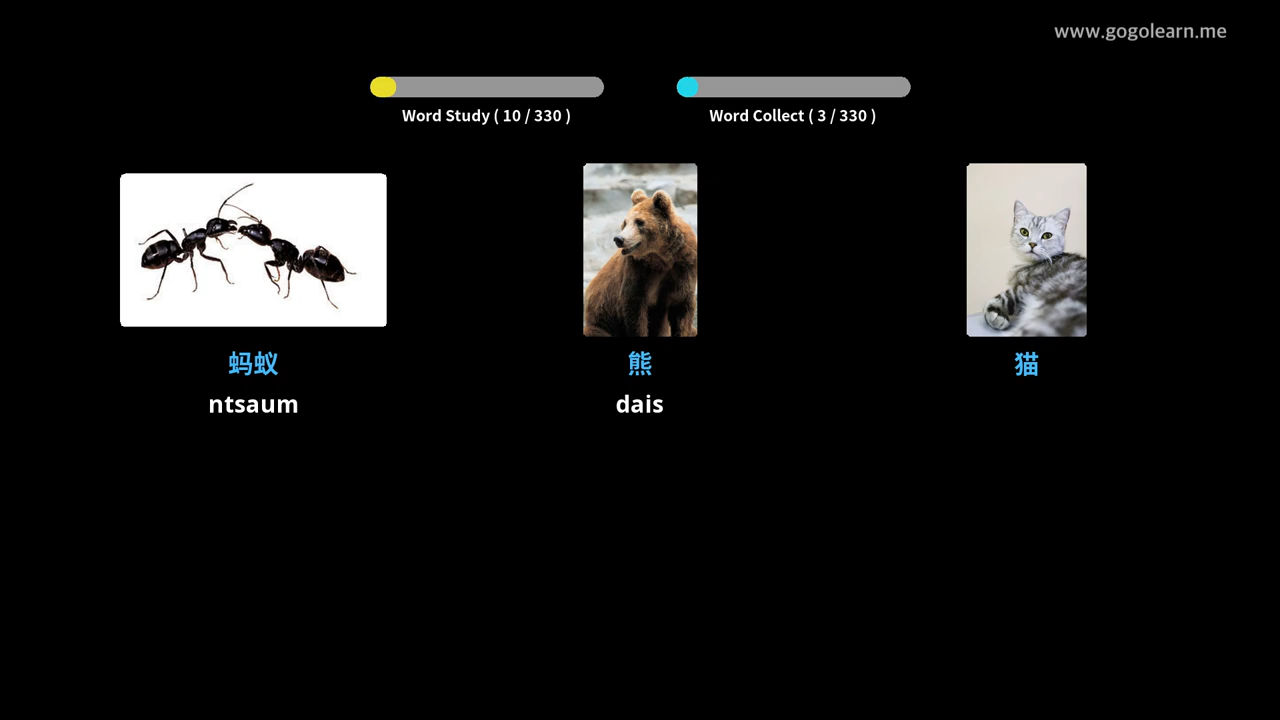 www.gogolearn.me
Word Study ( 10 / 330 )
Word Collect ( 3 / 330 )
蚂蚁
熊
猫
ntsaum
dais